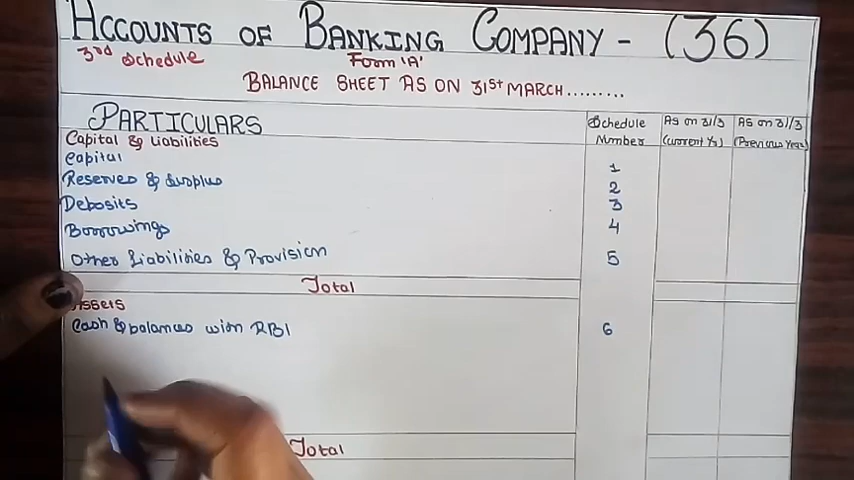 ACCOUNTS OF BANKING COMPANY - (36)
3rd Schedule Form 'A'
BALANCE SHEET AS ON 31st MARCH.........
PARTICULARS Schedule Number As on 31/3 (Current Yr) As on 31/3 (Previous Year)
Capital & Liabilities
Capital 1
Reserves & Surplus 2
Deposits 3
Borrowings 4
Other Liabilities & Provision 5
Total
Assets
Cash & balances with RBI 6
Total